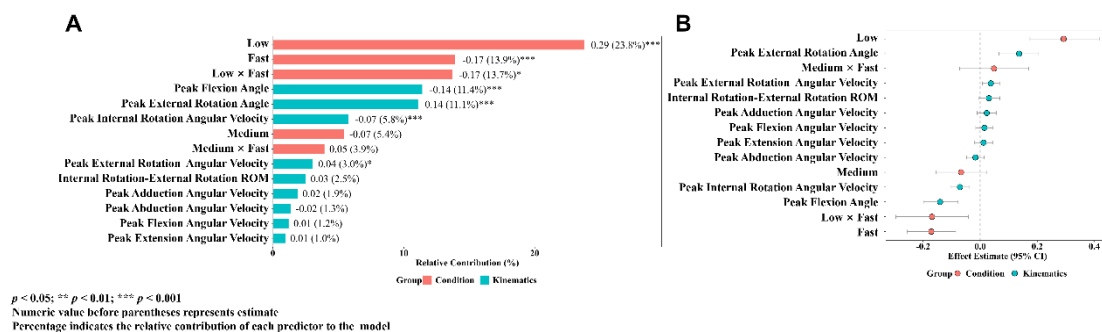 A
Low
0.29 (23.8%)***
Fast
-0.17 (13.9%)***
Low × Fast
-0.17 (13.7%)*
Peak Flexion Angle
-0.14 (11.4%)***
Peak External Rotation Angle
0.14 (11.1%)***
Peak Internal Rotation Angular Velocity
-0.07 (5.8%)***
Medium
-0.07 (5.4%)
Medium × Fast
0.05 (3.9%)
Peak External Rotation Angular Velocity
0.04 (3.0%)*
Internal Rotation-External Rotation ROM
0.03 (2.5%)
Peak Adduction Angular Velocity
0.02 (1.9%)
Peak Abduction Angular Velocity
-0.02 (1.3%)
Peak Flexion Angular Velocity
0.01 (1.2%)
Peak Extension Angular Velocity
0.01 (1.0%)
0 10 20
Relative Contribution (%)
Group Condition Kinematics
p < 0.05; ** p < 0.01; *** p < 0.001
Numeric value before parentheses represents estimate
Percentage indicates the relative contribution of each predictor to the model
B
Low
Peak External Rotation Angle
Medium × Fast
Peak External Rotation Angular Velocity
Internal Rotation-External Rotation ROM
Peak Adduction Angular Velocity
Peak Flexion Angular Velocity
Peak Extension Angular Velocity
Peak Abduction Angular Velocity
Medium
Peak Internal Rotation Angular Velocity
Peak Flexion Angle
Low × Fast
Fast
-0.2 0.0 0.2 0.4
Effect Estimate (95% CI)
Group Condition Kinematics